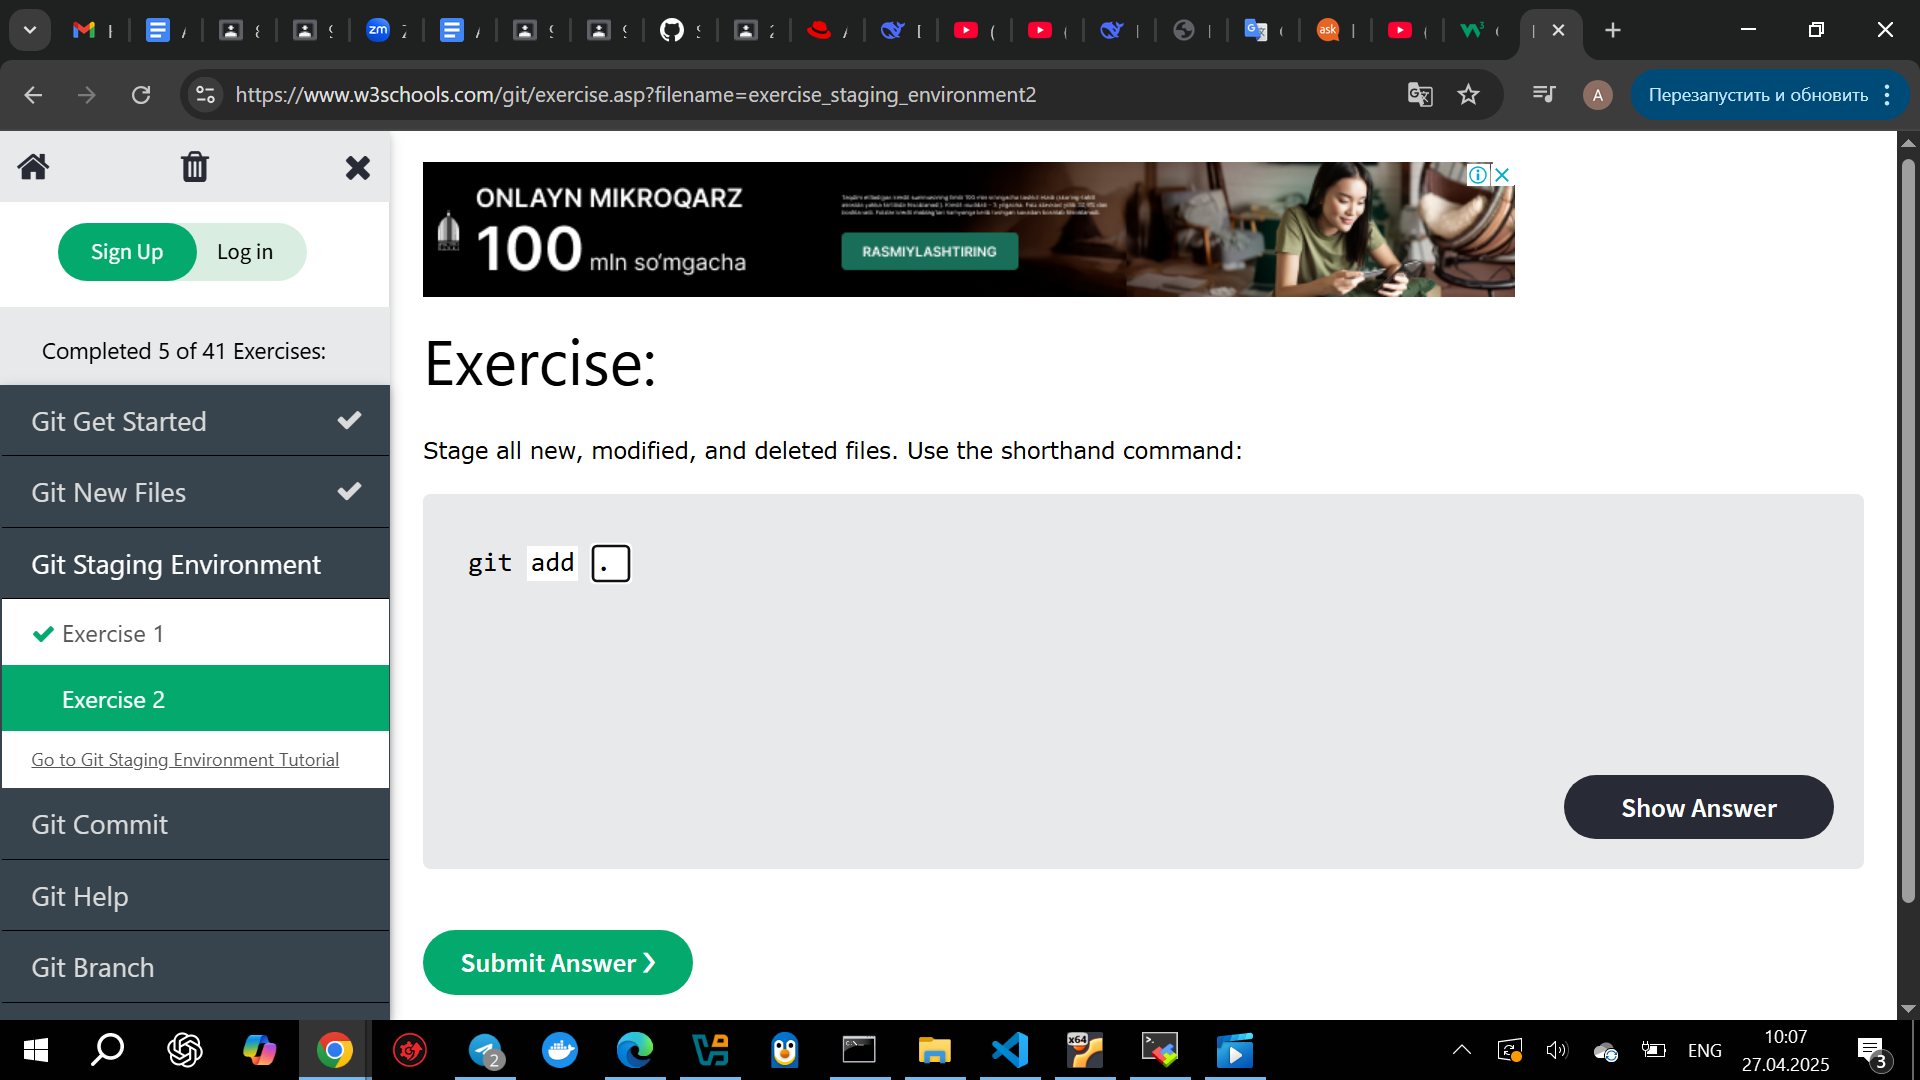 https://www.w3schools.com/git/exercise.asp?filename=exercise_staging_environment2
A
Перезапустить и обновить
Sign Up
Log in
Completed 5 of 41 Exercises:
Git Get Started
Git New Files
Git Staging Environment
Exercise 1
Exercise 2
Go to Git Staging Environment Tutorial
Git Commit
Git Help
Git Branch
ONLAYN MIKROQARZ
100 mln so'mgacha
RASMIYLASHTIRING
Exercise:
Stage all new, modified, and deleted files. Use the shorthand command:
git add .
Show Answer
Submit Answer ❯
2
ENG
10:07
27.04.2025
3